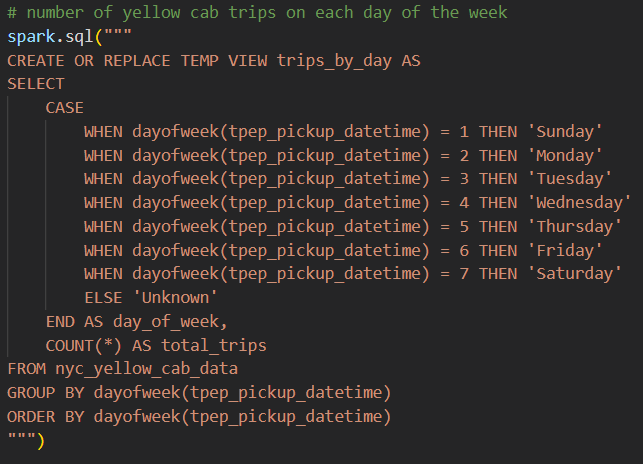 # number of yellow cab trips on each day of the week
spark.sql("""
CREATE OR REPLACE TEMP VIEW trips_by_day AS
SELECT
    CASE
        WHEN dayofweek(tpep_pickup_datetime) = 1 THEN 'Sunday'
        WHEN dayofweek(tpep_pickup_datetime) = 2 THEN 'Monday'
        WHEN dayofweek(tpep_pickup_datetime) = 3 THEN 'Tuesday'
        WHEN dayofweek(tpep_pickup_datetime) = 4 THEN 'Wednesday'
        WHEN dayofweek(tpep_pickup_datetime) = 5 THEN 'Thursday'
        WHEN dayofweek(tpep_pickup_datetime) = 6 THEN 'Friday'
        WHEN dayofweek(tpep_pickup_datetime) = 7 THEN 'Saturday'
        ELSE 'Unknown'
    END AS day_of_week,
    COUNT(*) AS total_trips
FROM nyc_yellow_cab_data
GROUP BY dayofweek(tpep_pickup_datetime)
ORDER BY dayofweek(tpep_pickup_datetime)
""")